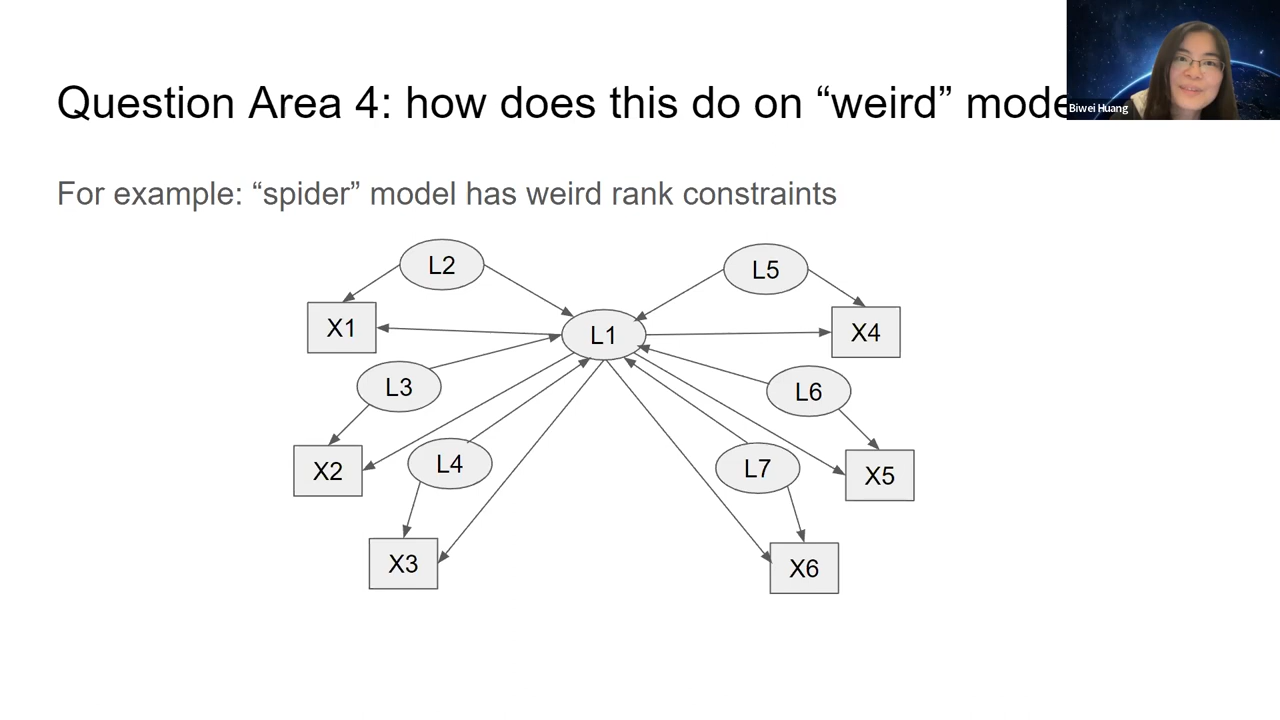 Question Area 4: how does this do on “weird”
Biwei Huang
For example: “spider” model has weird rank constraints
L2
L5
X1
L1
X4
L3
L6
X2
L4
L7
X5
X3
X6